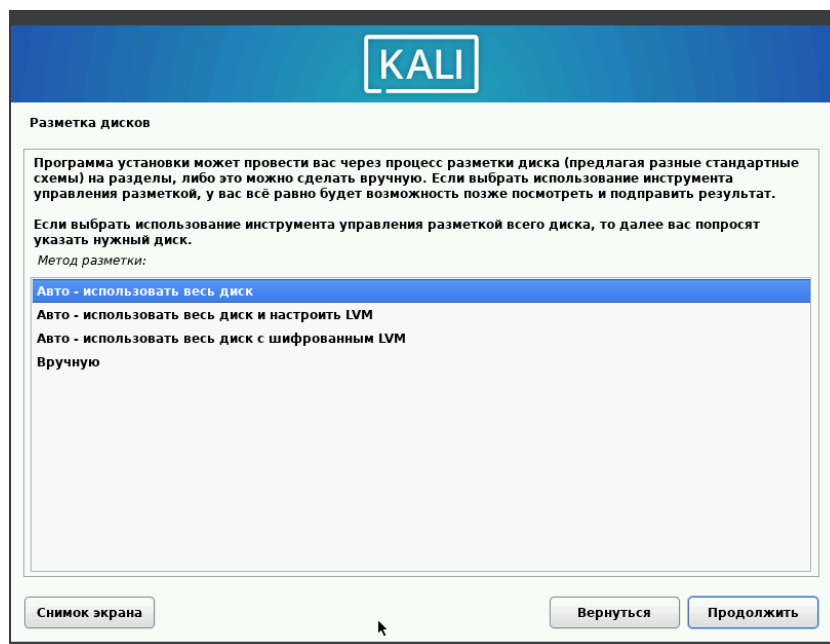 KALI
Разметка дисков
Программа установки может провести вас через процесс разметки диска (предлагая разные стандартные
схемы) на разделы, либо это можно сделать вручную. Если выбрать использование инструмента
управления разметкой, у вас всё равно будет возможность позже посмотреть и подправить результат.
Если выбрать использование инструмента управления разметкой всего диска, то далее вас попросят
указать нужный диск.
Метод разметки:
Авто - использовать весь диск
Авто - использовать весь диск и настроить LVM
Авто - использовать весь диск с шифрованным LVM
Вручную
Снимок экрана
Вернуться
Продолжить